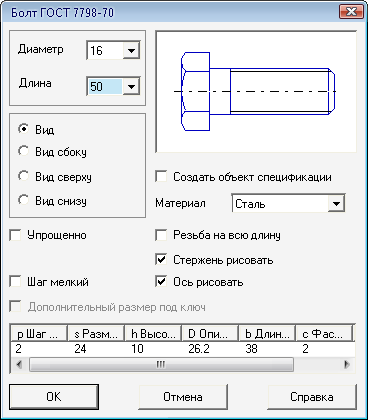 Болт ГОСТ 7798-70
Диаметр 16
Длина 50
Вид
Вид сбоку
Вид сверху
Вид снизу
Создать объект спецификации
Материал Сталь
Упрощенно
Резьба на всю длину
Стержень рисовать
Шаг мелкий
Ось рисовать
Дополнительный размер под ключ
p Шаг ... s Разм... h Высо... D Опи... b Длин... c Фас...
2 24 10 26.2 38 2
OK Отмена Справка